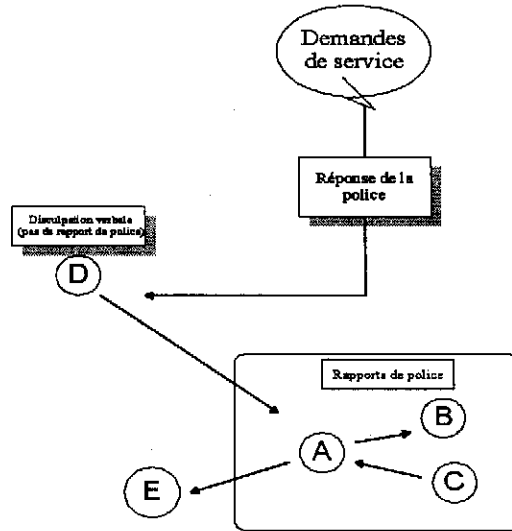 Demandes
de service
Réponse de la
police
Disculpation verbale
(pas de rapport de police)
D
Rapports de police
B
A
C
E